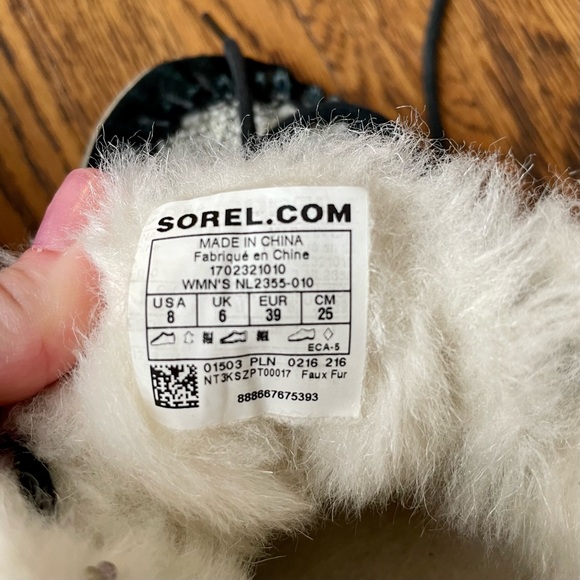 SOREL.COM
MADE IN CHINA
Fabriqué en Chine
1702321010
WMN'S NL2355-010
USA UK EUR CM
8 6 39 25
ECA-5
01503 PLN 0216 216
NT3KSZPT00017 Faux Fur
888667675393